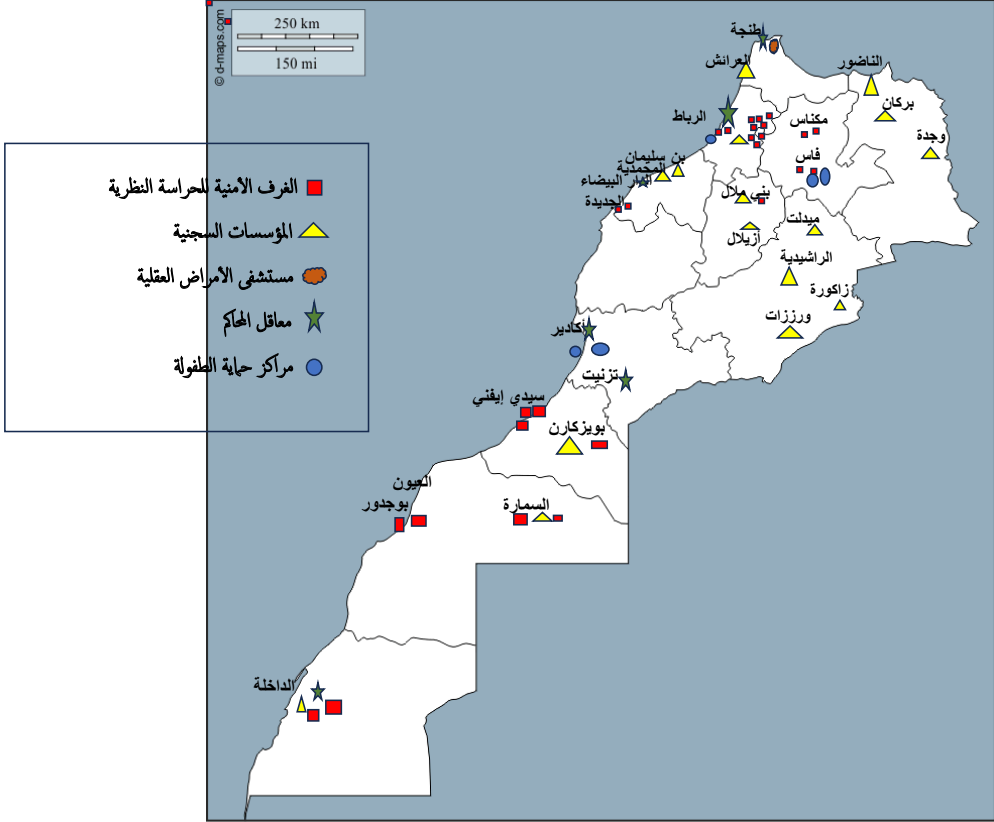 © d-maps.com
250 km
150 mi
طنجة
العرائش
الناضور
بركان
الرباط
مكناس
وجدة
فاس
بن سليمان
المحمدية
الدار البيضاء
بني ملال
الجديدة
ميدلت
أزيلال
الراشيدية
زاكورة
ورززات
أكادير
تزنيت
سيدي إيفني
بويزكارن
العيون
بوجدور
السمارة
الداخلة
الغرف الأمنية للحراسة النظرية
المؤسسات السجنية
مستشفى الأمراض العقلية
معاقل المحاكم
مراكز حماية الطفولة